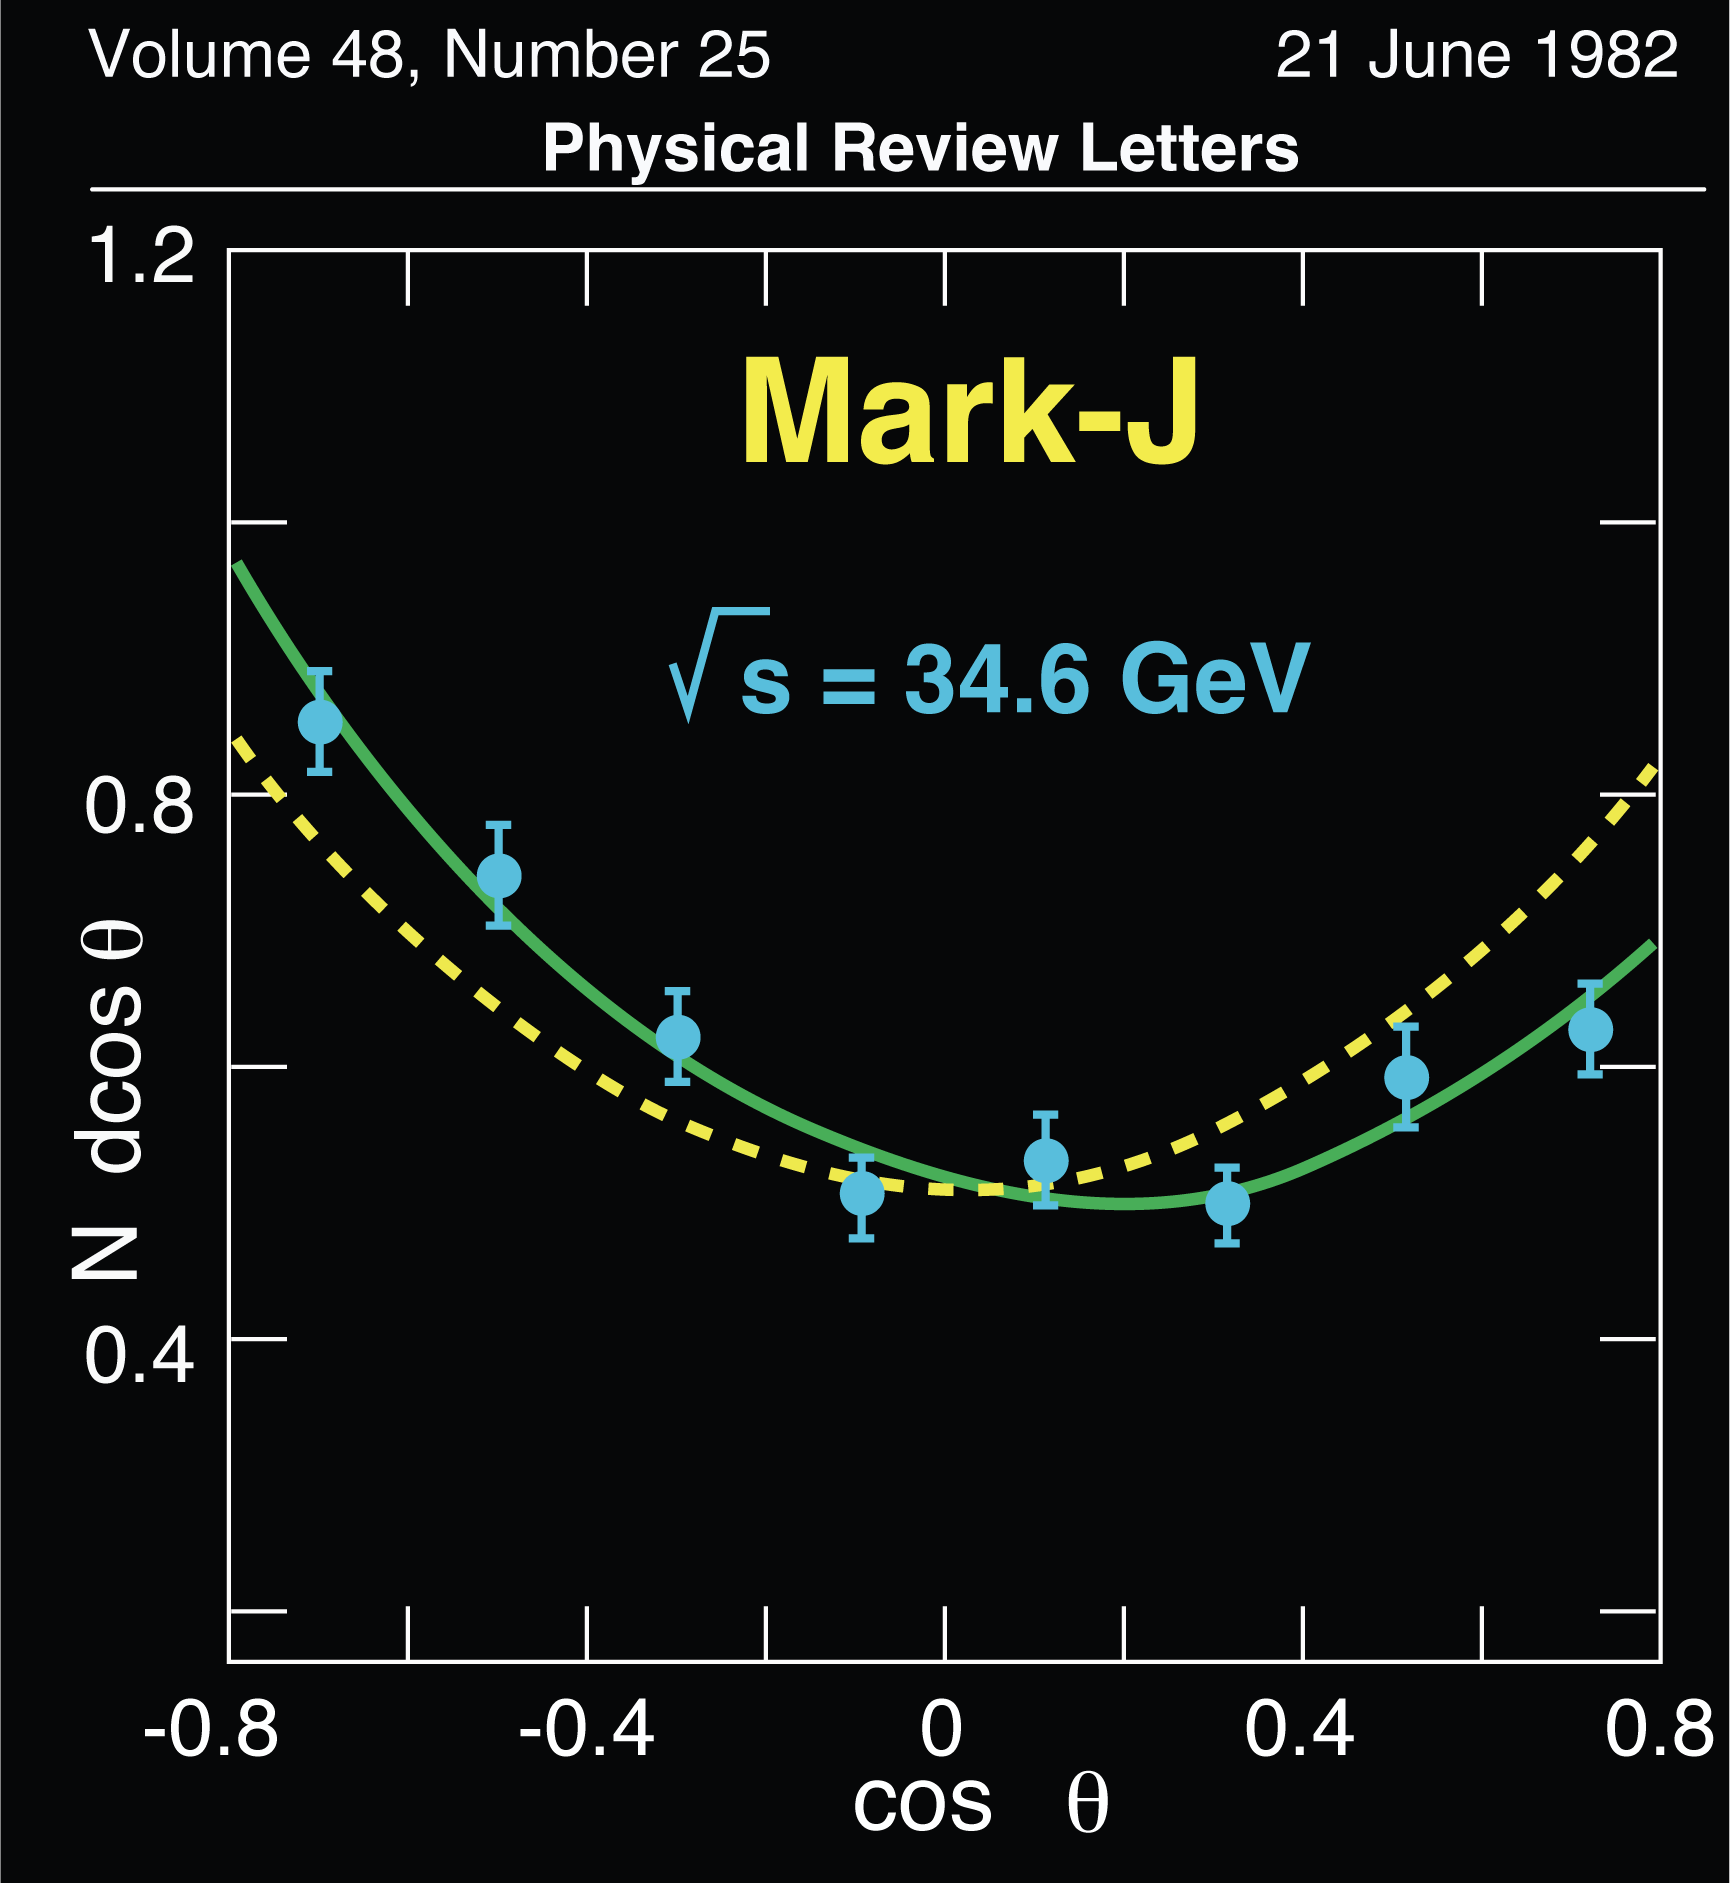 Volume 48, Number 25 21 June 1982
Physical Review Letters
1.2
Mark-J
√s = 34.6 GeV
0.8
N dcos θ
0.4
-0.8 -0.4 0 0.4 0.8
cos θ